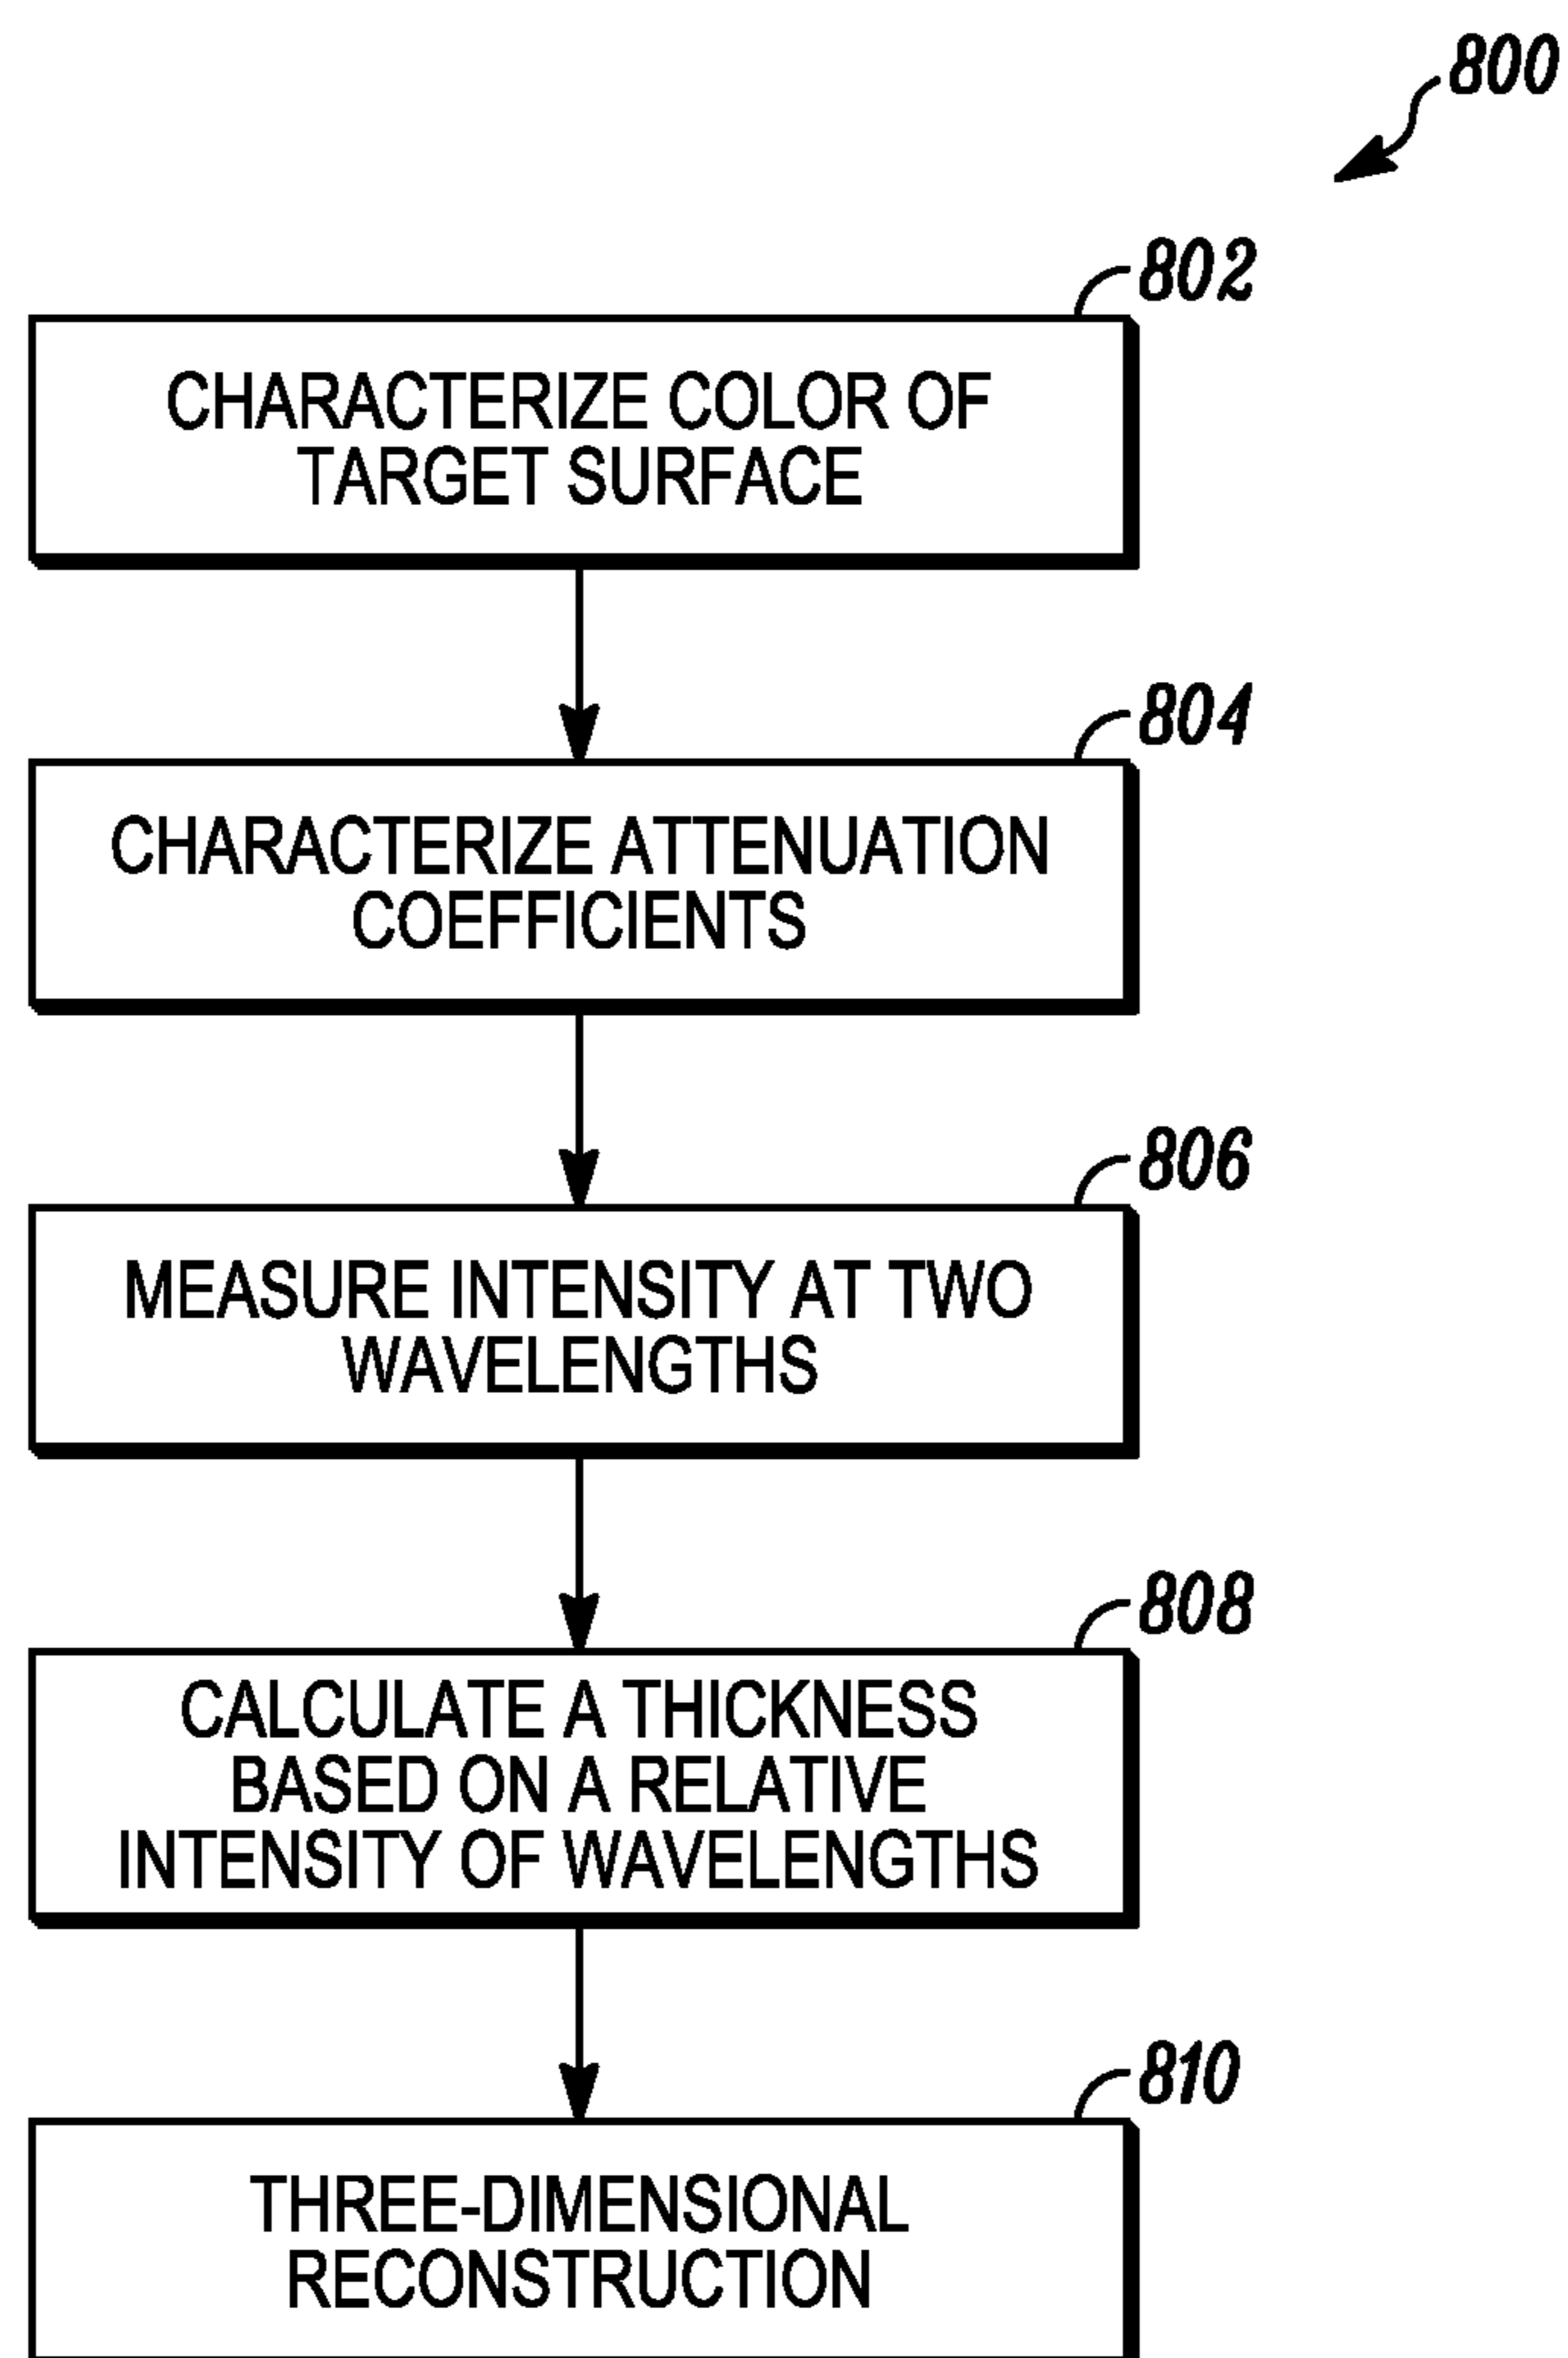 800
802
CHARACTERIZE COLOR OF
TARGET SURFACE
804
CHARACTERIZE ATTENUATION
COEFFICIENTS
806
MEASURE INTENSITY AT TWO
WAVELENGTHS
808
CALCULATE A THICKNESS
BASED ON A RELATIVE
INTENSITY OF WAVELENGTHS
810
THREE-DIMENSIONAL
RECONSTRUCTION